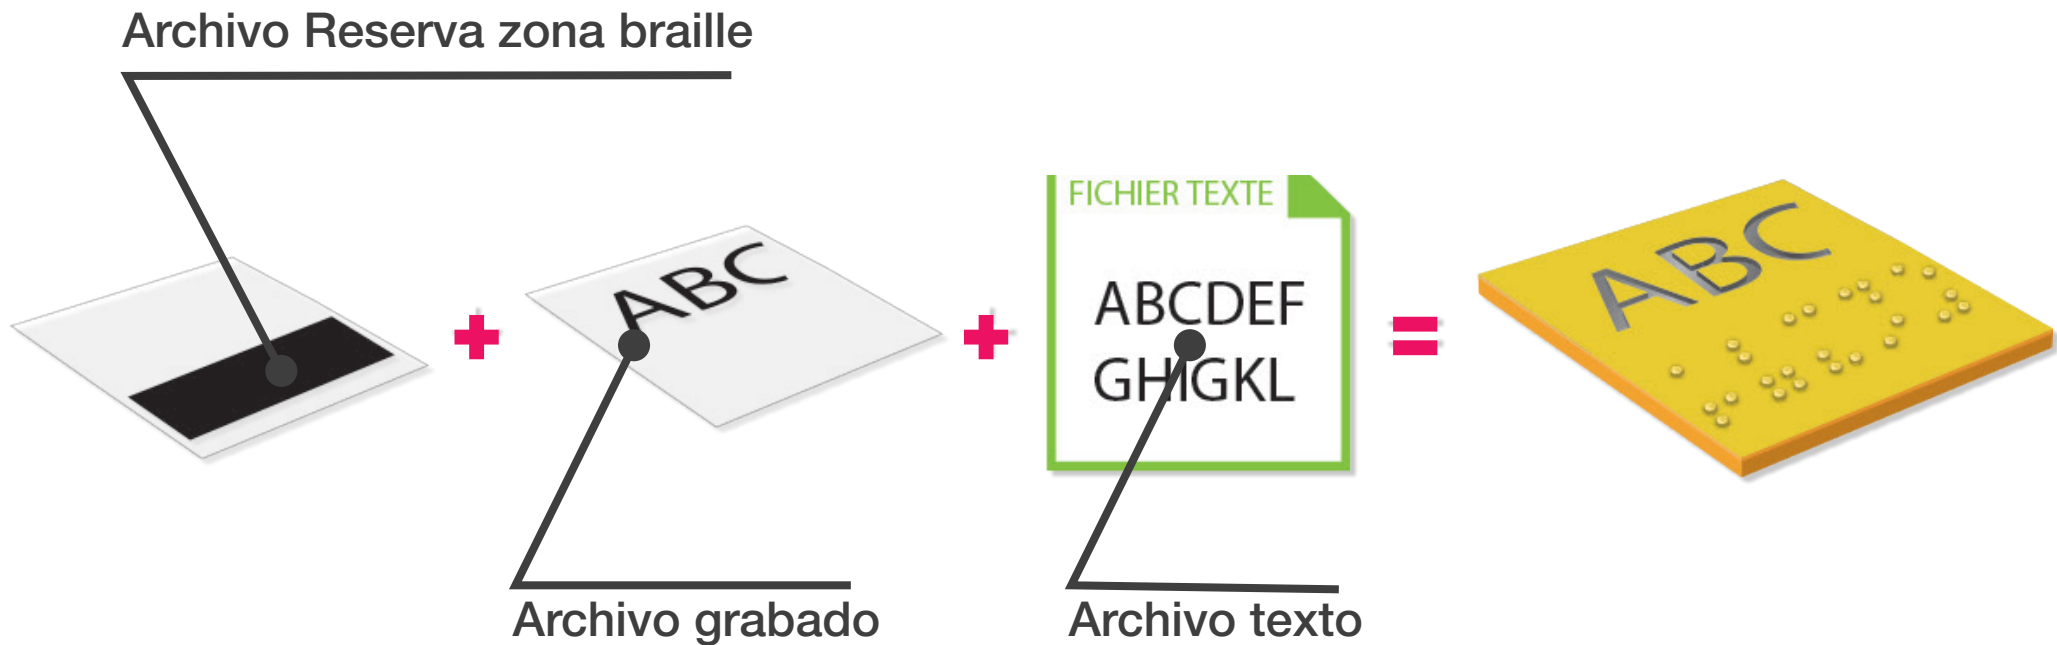 Archivo Reserva zona braille
ABC
FICHIER TEXTE
ABCDEF
GHIGKL
ABC
Archivo grabado
Archivo texto